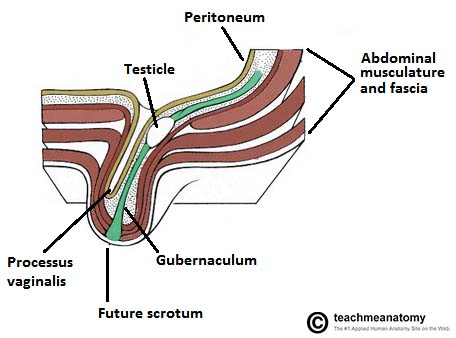 Peritoneum
Testicle
Abdominal
musculature
and fascia
Processus
vaginalis
Gubernaculum
Future scrotum
© teachmeanatomy
The #1 Applied Human Anatomy Site on the Web.